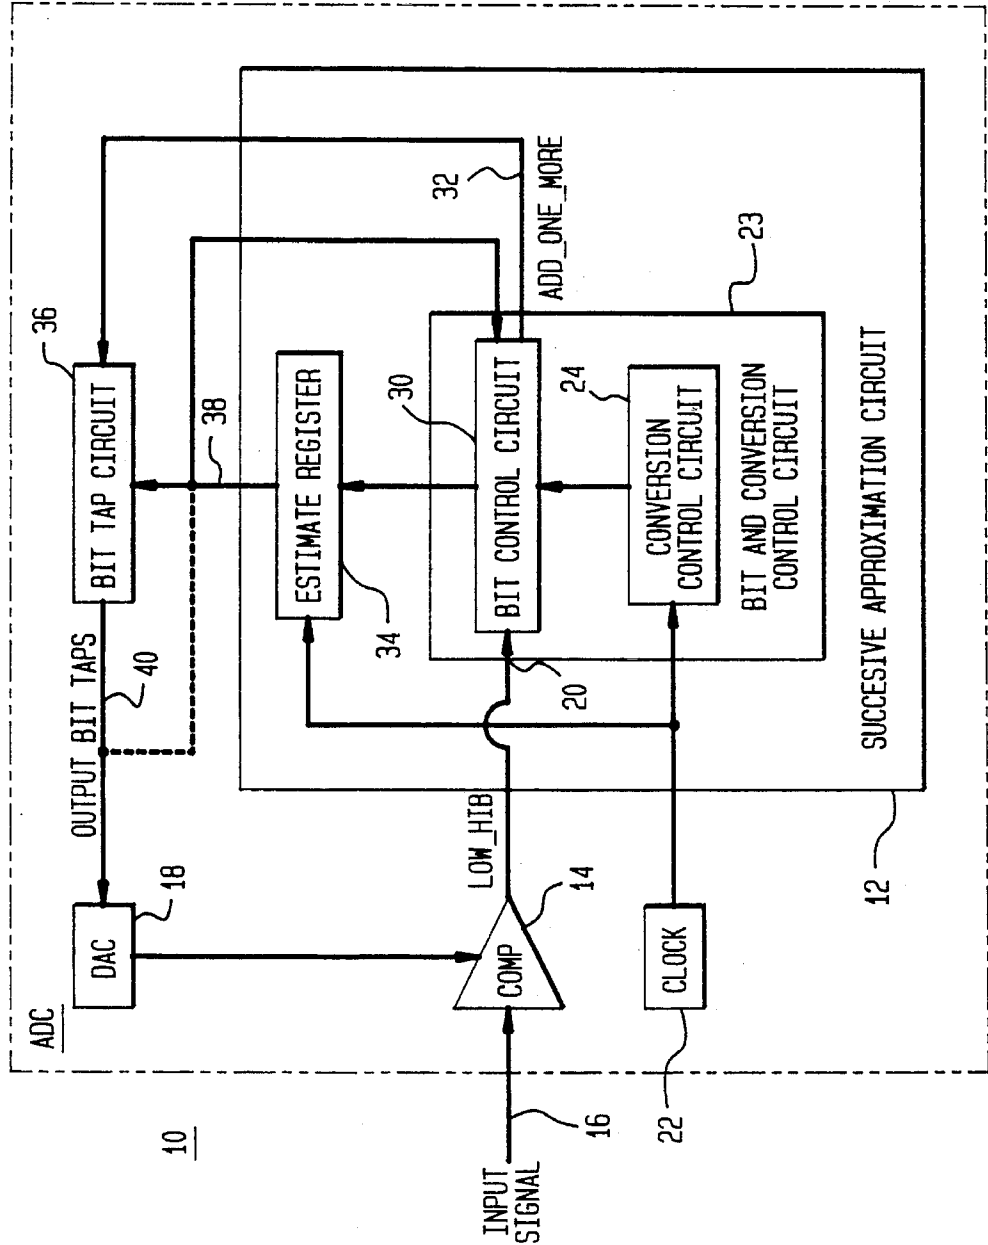 10
ADC
OUTPUT BIT TAPS
40
DAC
18
BIT TAP CIRCUIT
36
38
ESTIMATE REGISTER
34
32
ADD_ONE_MORE
INPUT
SIGNAL
16
COMP
14
LOW_HIB
20
BIT CONTROL CIRCUIT
30
CONVERSION
CONTROL CIRCUIT
24
BIT AND CONVERSION
CONTROL CIRCUIT
23
CLOCK
22
SUCCESIVE APPROXIMATION CIRCUIT
12